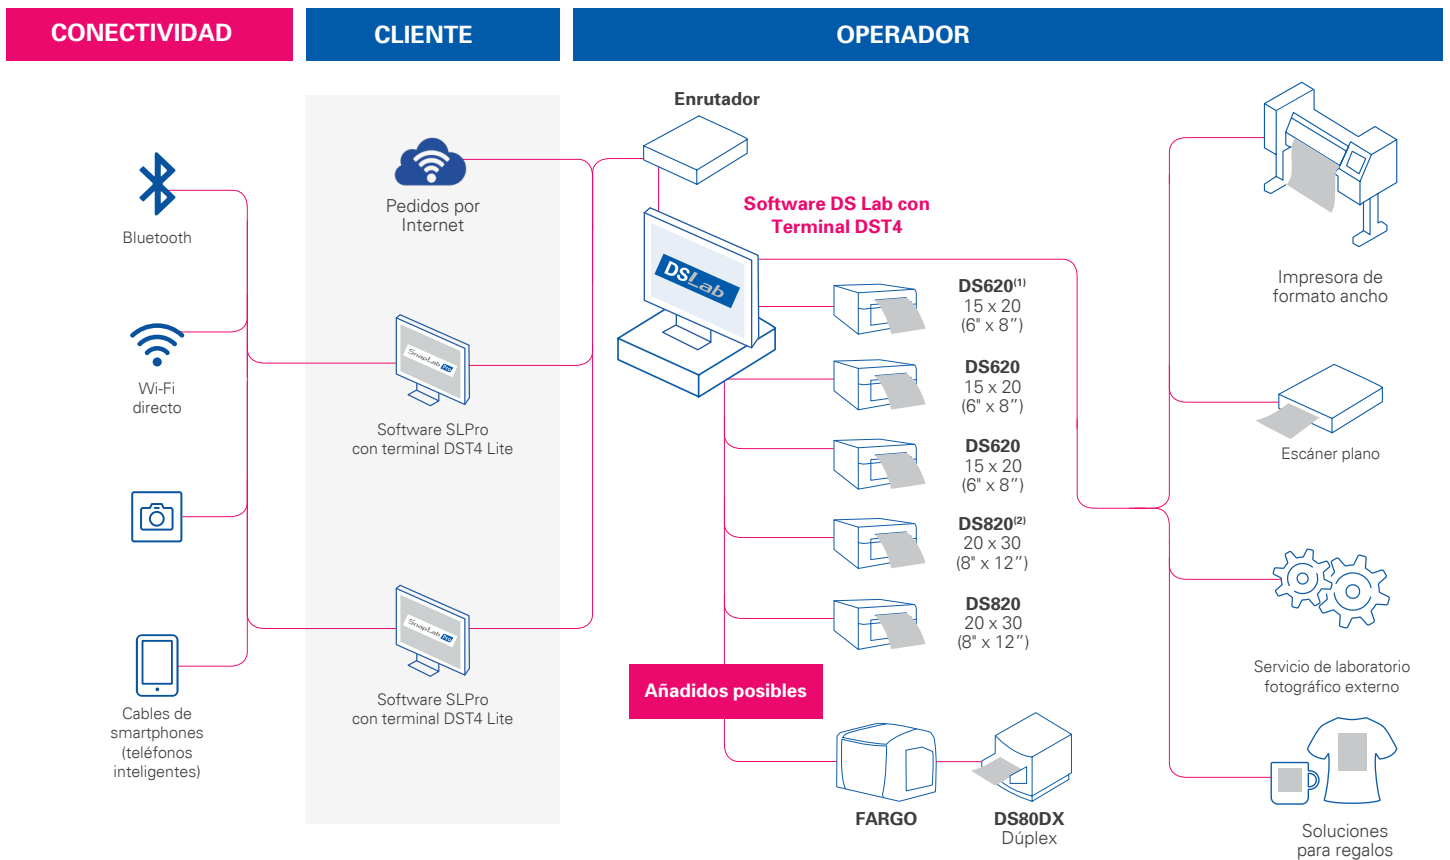 CONECTIVIDAD
CLIENTE
OPERADOR
Bluetooth
Wi-Fi
directo
Cables de
smartphones
(teléfonos
inteligentes)
Pedidos por
Internet
SnapLab Pro
Software SLPro
con terminal DST4 Lite
SnapLab Pro
Software SLPro
con terminal DST4 Lite
Enrutador
Software DS Lab con
Terminal DST4
DSLab
DS620(1)
15 x 20
(6" x 8”)
DS620
15 x 20
(6" x 8”)
DS620
15 x 20
(6" x 8”)
DS820(2)
20 x 30
(8" x 12”)
DS820
20 x 30
(8" x 12”)
Añadidos posibles
FARGO
DS80DX
Dúplex
Impresora de
formato ancho
Escáner plano
Servicio de laboratorio
fotográfico externo
Soluciones
para regalos